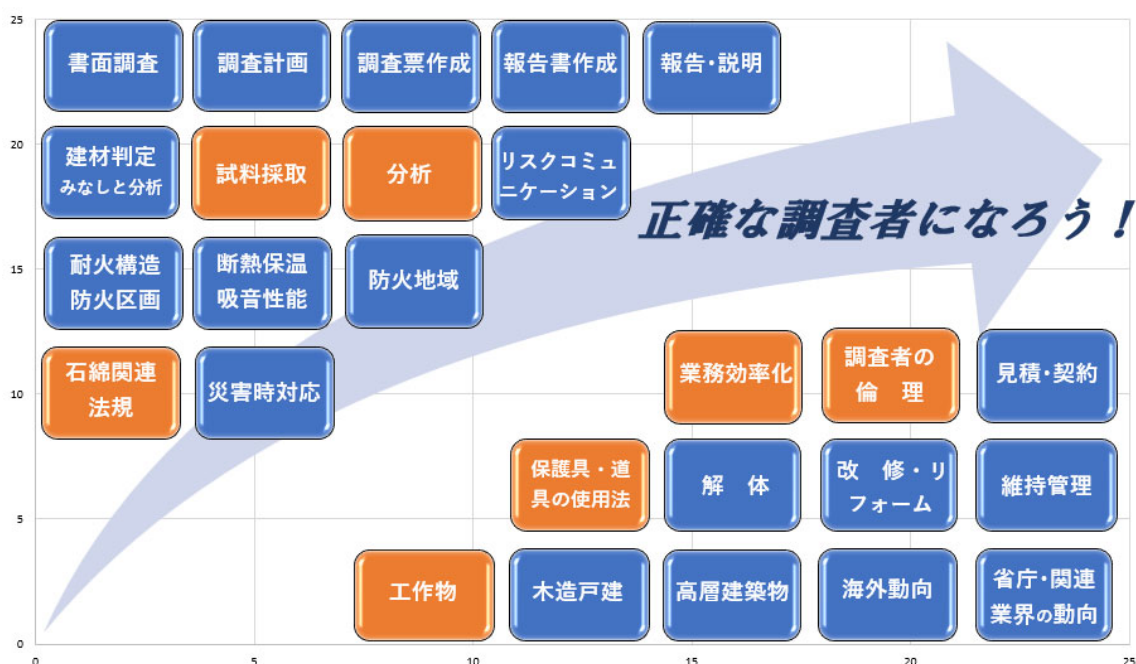 25
書面調査
調査計画
調査票作成
報告書作成
報告・説明
20
建材判定
みなしと分析
試料採取
分析
リスクコミュ
ニケーション
正確な調査者になろう！
15
耐火構造
防火区画
断熱保温
吸音性能
防火地域
10
石綿関連
法規
災害時対応
業務効率化
調査者の
倫　理
見積・契約
5
保護具・道
具の使用法
解　体
改　修・リ
フォーム
維持管理
工作物
木造戸建
高層建築物
海外動向
省庁・関連
業界の動向
0
0 5 10 15 20 25